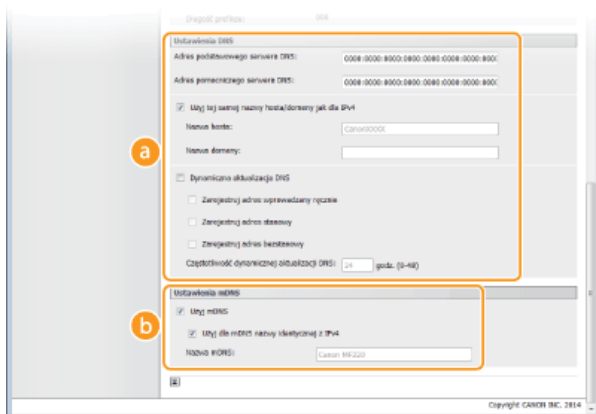 Długość prefiksu:
Ustawienia DNS
Adres podstawowego serwera DNS:
Adres pomocniczego serwera DNS:
Użyj tej samej nazwy hosta/domeny jak dla IPv4
Nazwa hosta:
Nazwa domeny:
a
Dynamiczna aktualizacja DNS
Zarejestruj adres wprowadzany ręcznie
Zarejestruj adres stanowy
Zarejestruj adres bezstanowy
Częstotliwość dynamicznej aktualizacji DNS: 24 godz. (0-48)
Ustawienia mDNS
Użyj mDNS
b
Użyj dla mDNS nazwy identycznej z IPv4
Nazwa mDNS: Canon MF220
Copyright CANON INC. 2014